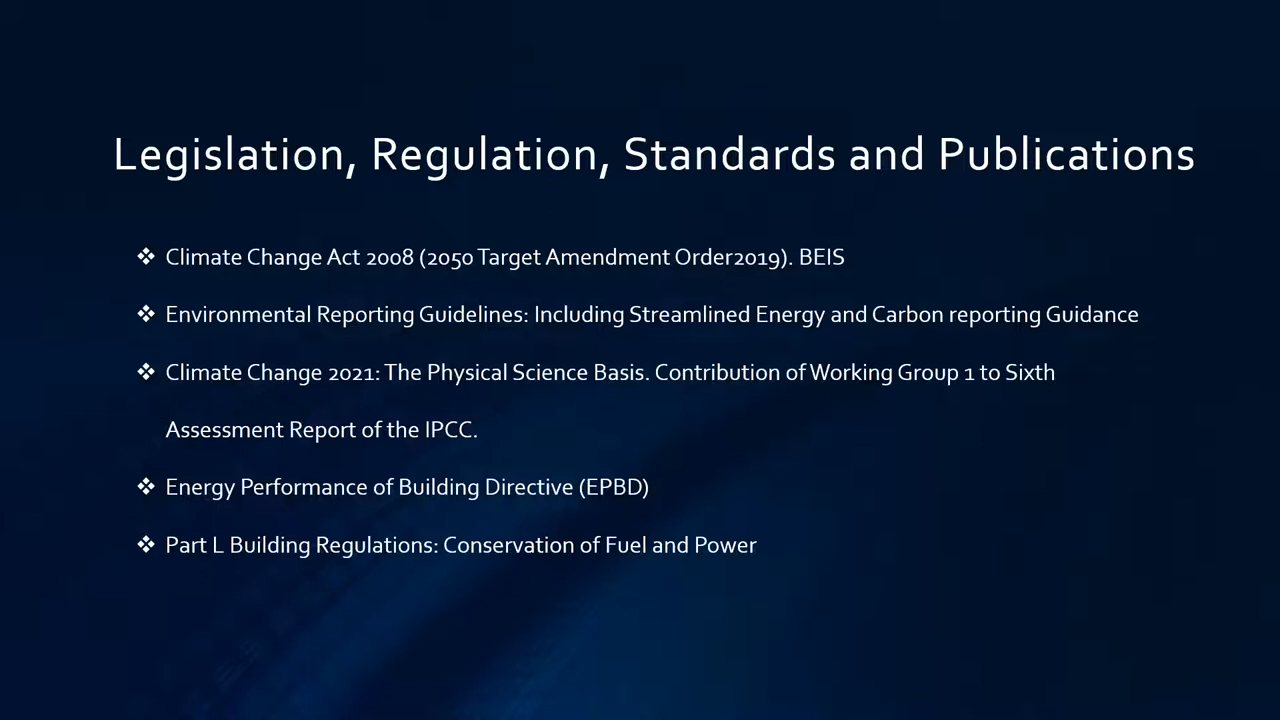 Legislation, Regulation, Standards and Publications
❖ Climate Change Act 2008 (2050 Target Amendment Order2019). BEIS
❖ Environmental Reporting Guidelines: Including Streamlined Energy and Carbon reporting Guidance
❖ Climate Change 2021: The Physical Science Basis. Contribution of Working Group 1 to Sixth
Assessment Report of the IPCC.
❖ Energy Performance of Building Directive (EPBD)
❖ Part L Building Regulations: Conservation of Fuel and Power